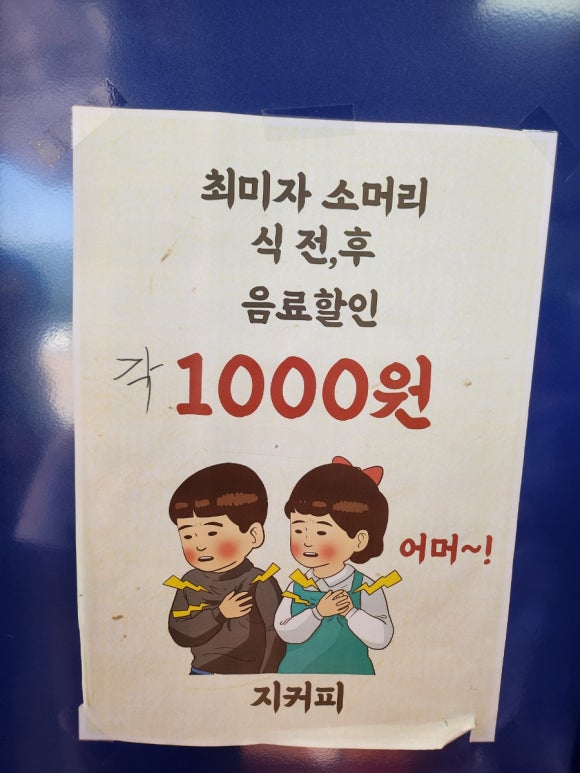 최미자 소머리
식 전,후
음료할인
각 1000원
어머~!
지커피